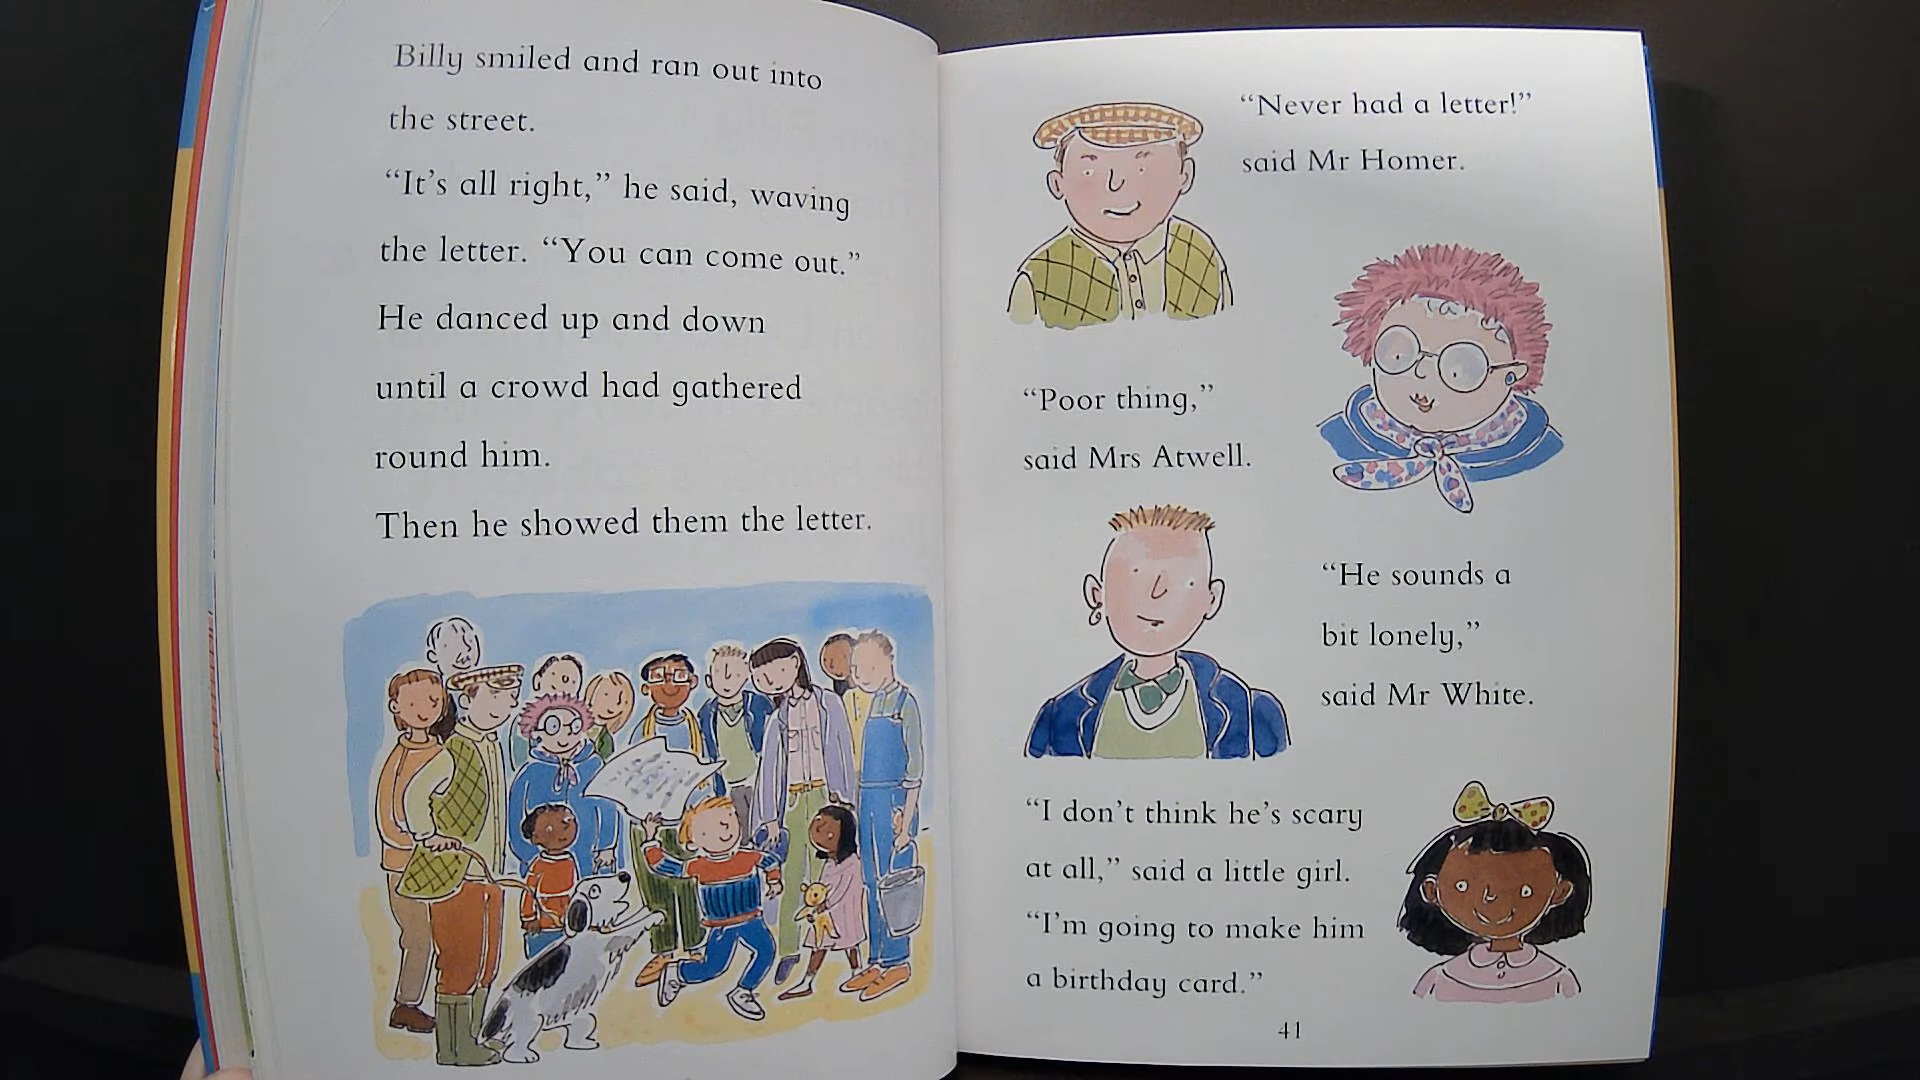 Billy smiled and ran out into
the street.
“It’s all right,” he said, waving
the letter. “You can come out.”
He danced up and down
until a crowd had gathered
round him.
Then he showed them the letter.
“Never had a letter!”
said Mr Homer.
“Poor thing,”
said Mrs Atwell.
“He sounds a
bit lonely,”
said Mr White.
“I don’t think he’s scary
at all,” said a little girl.
“I’m going to make him
a birthday card.”
41